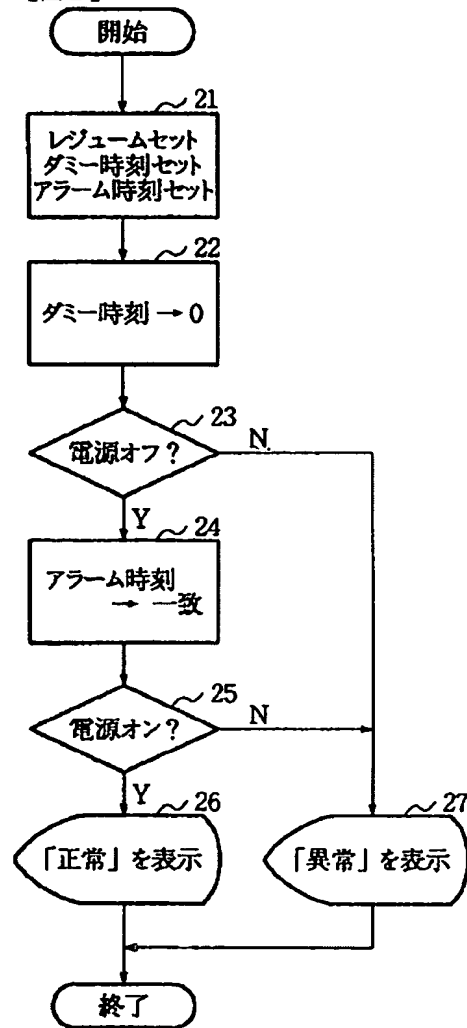 開始
21
レジュームセット
ダミー時刻セット
アラーム時刻セット
22
ダミー時刻 → 0
23
電源オフ?
N
Y
24
アラーム時刻
→ 一致
25
電源オン?
N
Y
26
「正常」を表示
27
「異常」を表示
終了